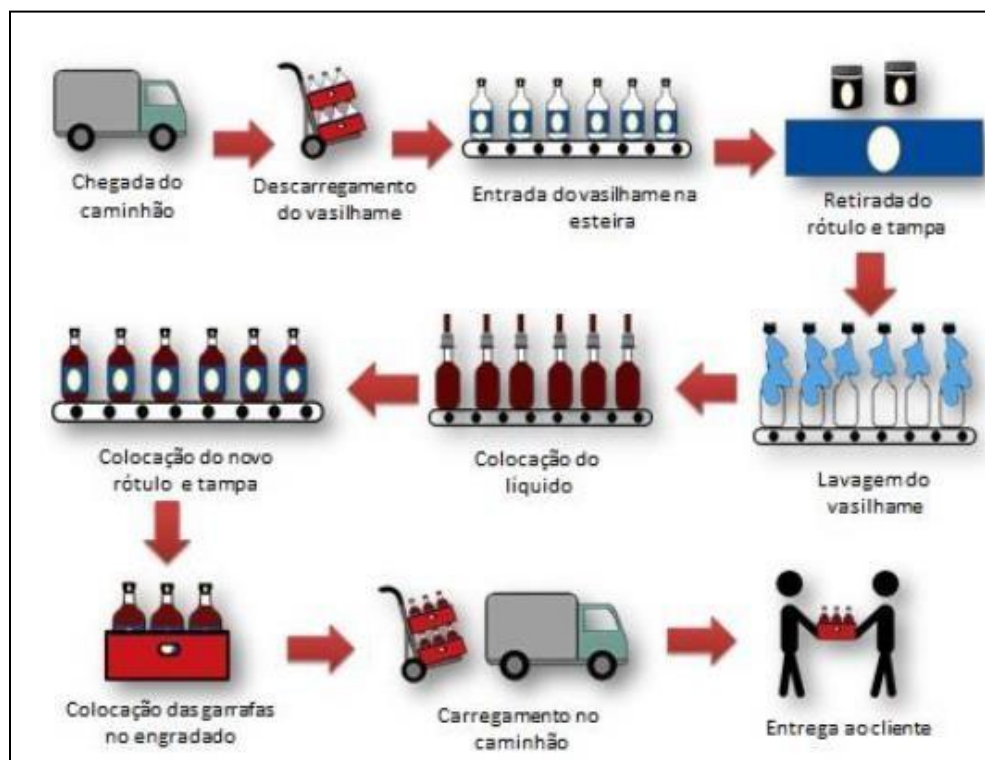 Chegada do
caminhão
Descarregamento
do vasilhame
Entrada do vasilhame na
esteira
Retirada do
rótulo e tampa
Lavagem do
vasilhame
Colocação do
líquido
Colocação do novo
rótulo e tampa
Colocação das garrafas
no engradado
Carregamento no
caminhão
Entrega ao cliente